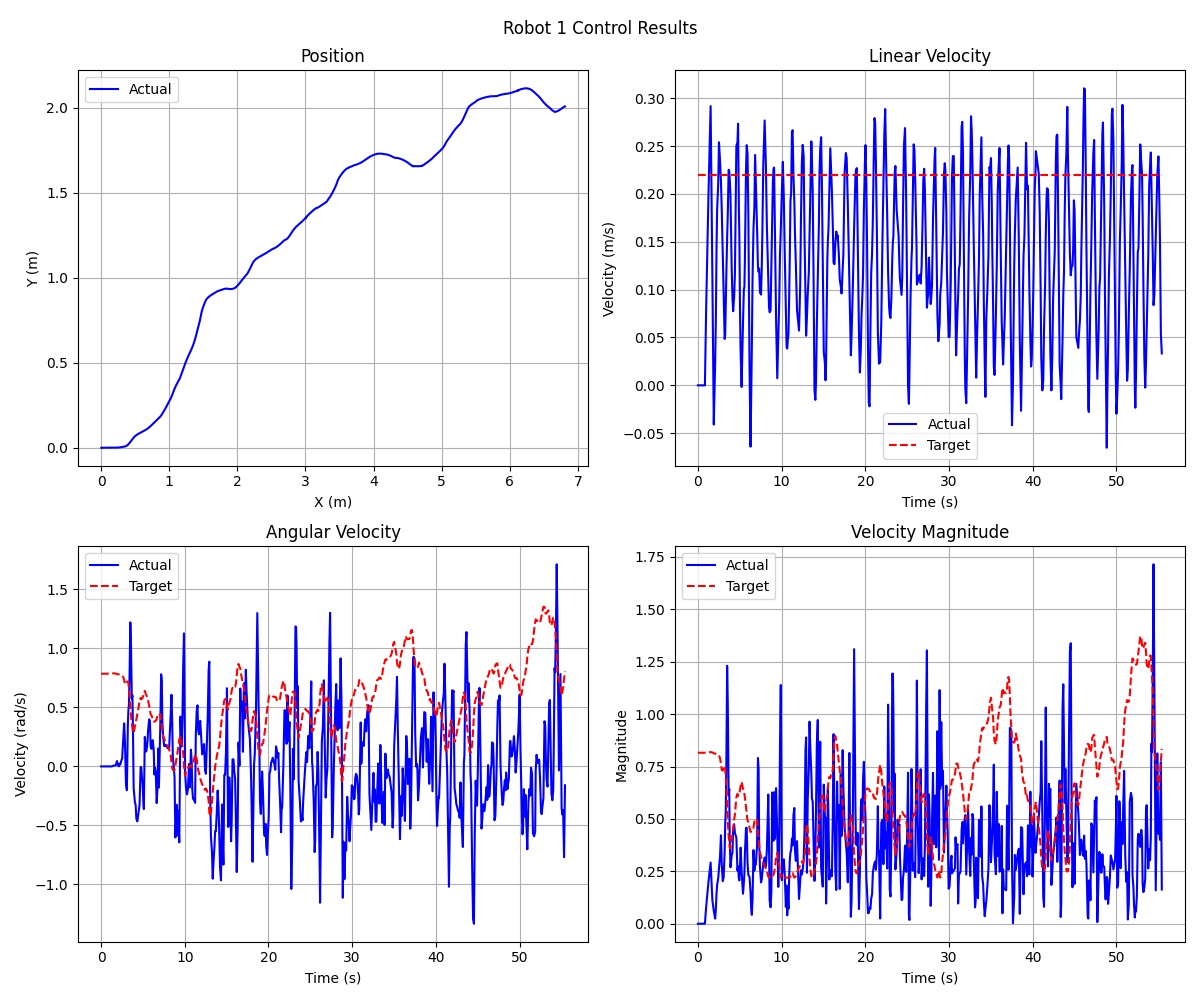 Robot 1 Control Results
Position
Actual
2.0
1.5
1.0
0.5
0.0
Y (m)
0 1 2 3 4 5 6 7
X (m)
Linear Velocity
0.30
0.25
0.20
0.15
0.10
0.05
0.00
−0.05
Velocity (m/s)
Actual
Target
0 10 20 30 40 50
Time (s)
Angular Velocity
Actual
Target
1.5
1.0
0.5
0.0
−0.5
−1.0
Velocity (rad/s)
0 10 20 30 40 50
Time (s)
Velocity Magnitude
Actual
Target
1.75
1.50
1.25
1.00
0.75
0.50
0.25
0.00
Magnitude
0 10 20 30 40 50
Time (s)